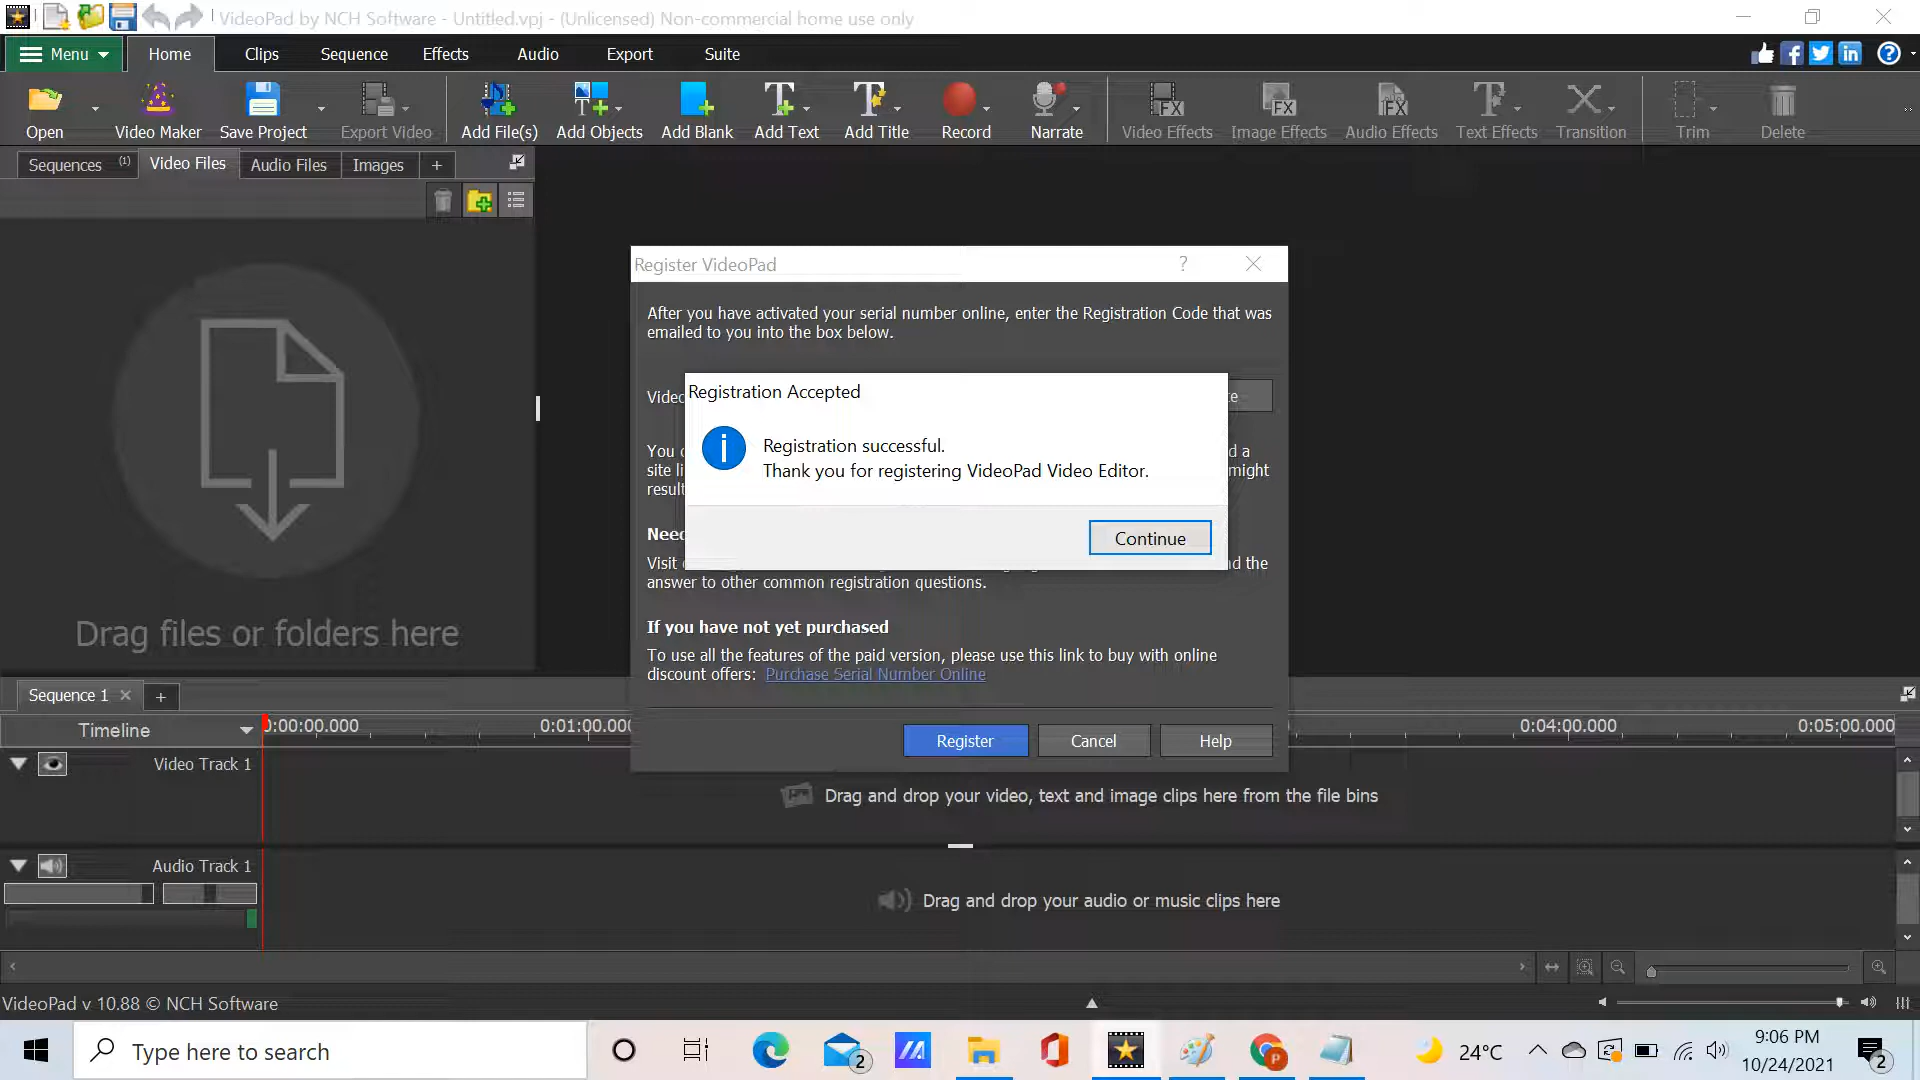 VideoPad by NCH Software - Untitled.vpj - (Unlicensed) Non-commercial home use only
Menu Home Clips Sequence Effects Audio Export Suite
Open Video Maker Save Project Export Video Add File(s) Add Objects Add Blank Add Text Add Title Record Narrate Video Effects Image Effects Audio Effects Text Effects Transition Trim Delete
Sequences (1) Video Files Audio Files Images +
Drag files or folders here
Register VideoPad ?
After you have activated your serial number online, enter the Registration Code that was
emailed to you into the box below.
Registration Accepted
Registration successful.
Thank you for registering VideoPad Video Editor.
Continue
answer to other common registration questions.
If you have not yet purchased
To use all the features of the paid version, please use this link to buy with online
discount offers: Purchase Serial Number Online
Register Cancel Help
Sequence 1 +
Timeline 0:00:00.000 0:01:00.000 0:04:00.000 0:05:00.000
Video Track 1
Drag and drop your video, text and image clips here from the file bins
Audio Track 1
Drag and drop your audio or music clips here
VideoPad v 10.88 © NCH Software
Type here to search
2
24°C
9:06 PM
10/24/2021
2